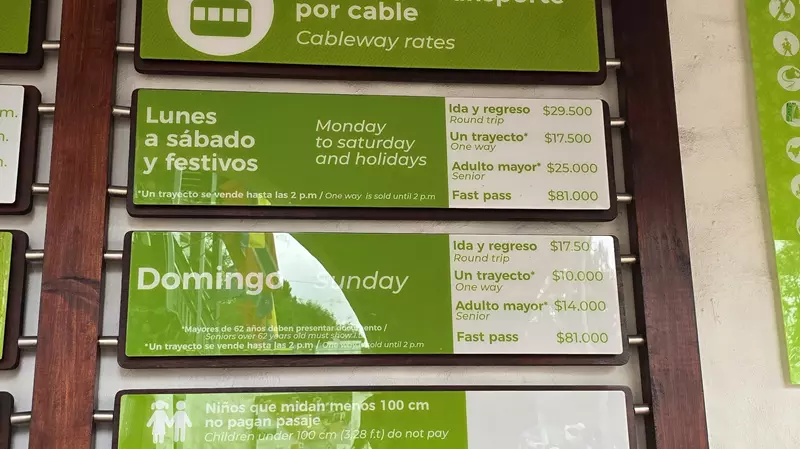 por cable
Cableway rates
m.
m.
m.
Lunes
a sábado
y festivos
Monday
to saturday
and holidays
*Un trayecto se vende hasta las 2 p.m / One way is sold until 2 p.m
Ida y regreso $29.500
Round trip
Un trayecto* $17.500
One way
Adulto mayor* $25.000
Senior
Fast pass $81.000
Domingo Sunday
*Mayores de 62 años deben presentar documento /
Seniors over 62 years old must show I.D
*Un trayecto se vende hasta las 2 p.m / One way is sold until 2 p.m
Ida y regreso $17.500
Round trip
Un trayecto* $10.000
One way
Adulto mayor* $14.000
Senior
Fast pass $81.000
Niños que midan menos 100 cm
no pagan pasaje
Children under 100 cm (3,28 f.t) do not pay